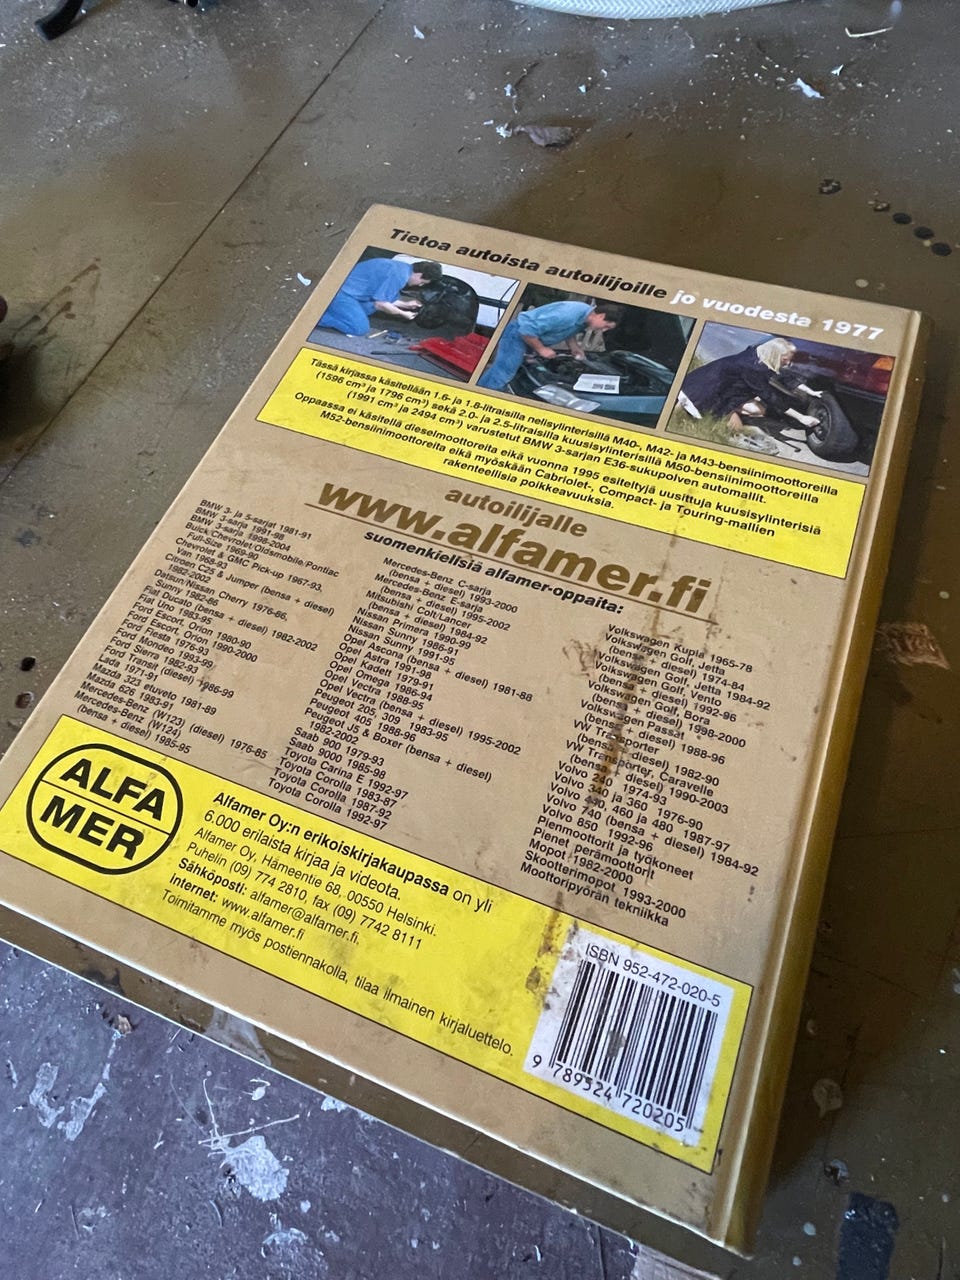 Tietoa autoista autoilijoille jo vuodesta 1977
Tässä kirjassa käsitellään 1.6- ja 1.8-litraisilla nelisylinterisillä M40-, M42- ja M43-bensiinimoottoreilla
(1596 cm³ ja 1796 cm³) sekä 2.0- ja 2.5-litraisilla kuusisylinterisillä M50-bensiinimoottoreilla
(1991 cm³ ja 2494 cm³) varustetut BMW 3-sarjan E36-sukupolven automallit.
Oppaassa ei käsitellä dieselmoottoreita eikä vuonna 1995 esiteltyjä uusittuja kuusisylinterisiä
M52-bensiinimoottoreita eikä myöskään Cabriolet-, Compact- ja Touring-mallien
rakenteellisia poikkeavuuksia.
autoilijalle
www.alfamer.fi
suomenkielisiä alfamer-oppaita:
BMW 3- ja 5-sarjat 1981-91
BMW 3-sarja 1991-98
BMW 3-sarja 1998-2004
Buick/Chevrolet/Oldsmobile/Pontiac
Full-Size 1969-90
Chevrolet & GMC Pick-up 1967-93,
Van 1968-93
Citroen C25 & Jumper (bensa + diesel)
1982-2002
Datsun/Nissan Cherry 1976-86,
Sunny 1982-86
Fiat Ducato (bensa + diesel) 1982-2002
Fiat Uno 1983-95
Ford Escort, Orion 1980-90
Ford Escort, Orion 1990-2000
Ford Fiesta 1976-93
Ford Mondeo 1993-99
Ford Sierra 1982-93
Ford Transit (diesel) 1986-99
Lada 1971-91
Mazda 323 etuveto 1981-89
Mazda 626 1983-91
Mercedes-Benz (W123) (diesel) 1976-85
Mercedes-Benz (W124)
(bensa + diesel) 1985-95
Mercedes-Benz C-sarja
(bensa + diesel) 1993-2000
Mercedes-Benz E-sarja
(bensa + diesel) 1995-2002
Mitsubishi Colt/Lancer
(bensa + diesel) 1984-92
Nissan Primera 1990-99
Nissan Sunny 1986-91
Nissan Sunny 1991-95
Opel Ascona (bensa + diesel) 1981-88
Opel Astra 1991-98
Opel Kadett 1979-91
Opel Omega 1986-94
Opel Vectra 1988-95
Opel Vectra (bensa + diesel) 1995-2002
Peugeot 205, 309 1983-95
Peugeot 405 1988-96
Peugeot J5 & Boxer (bensa + diesel)
1982-2002
Saab 900 1979-93
Saab 9000 1985-98
Toyota Carina E 1992-97
Toyota Corolla 1983-87
Toyota Corolla 1987-92
Toyota Corolla 1992-97
Volkswagen Kupla 1965-78
Volkswagen Golf, Jetta
(bensa + diesel) 1974-84
Volkswagen Golf, Jetta 1984-92
Volkswagen Golf, Vento
(bensa + diesel) 1992-96
Volkswagen Golf, Bora
(bensa + diesel) 1998-2000
Volkswagen Passat
(bensa + diesel) 1988-96
VW Transporter
(bensa + diesel) 1982-90
VW Transporter, Caravelle
(bensa + diesel) 1990-2003
Volvo 240 1974-93
Volvo 340 ja 360 1976-90
Volvo 440, 460 ja 480 1987-97
Volvo 740 (bensa + diesel) 1984-92
Volvo 850 1992-96
Pienmoottorit ja työkoneet
Pienet perämoottorit
Mopot 1982-2000
Skootterimopot 1993-2000
Moottoripyörän tekniikka
ALFA
MER
Alfamer Oy:n erikoiskirjakaupassa on yli
6.000 erilaista kirjaa ja videota.
Alfamer Oy, Hämeentie 68, 00550 Helsinki.
Puhelin (09) 774 2810, fax (09) 7742 8111
Sähköposti: alfamer@alfamer.fi.
Internet: www.alfamer.fi
Toimitamme myös postiennakolla, tilaa ilmainen kirjaluettelo.
ISBN 952-472-020-5
9 789524 720205